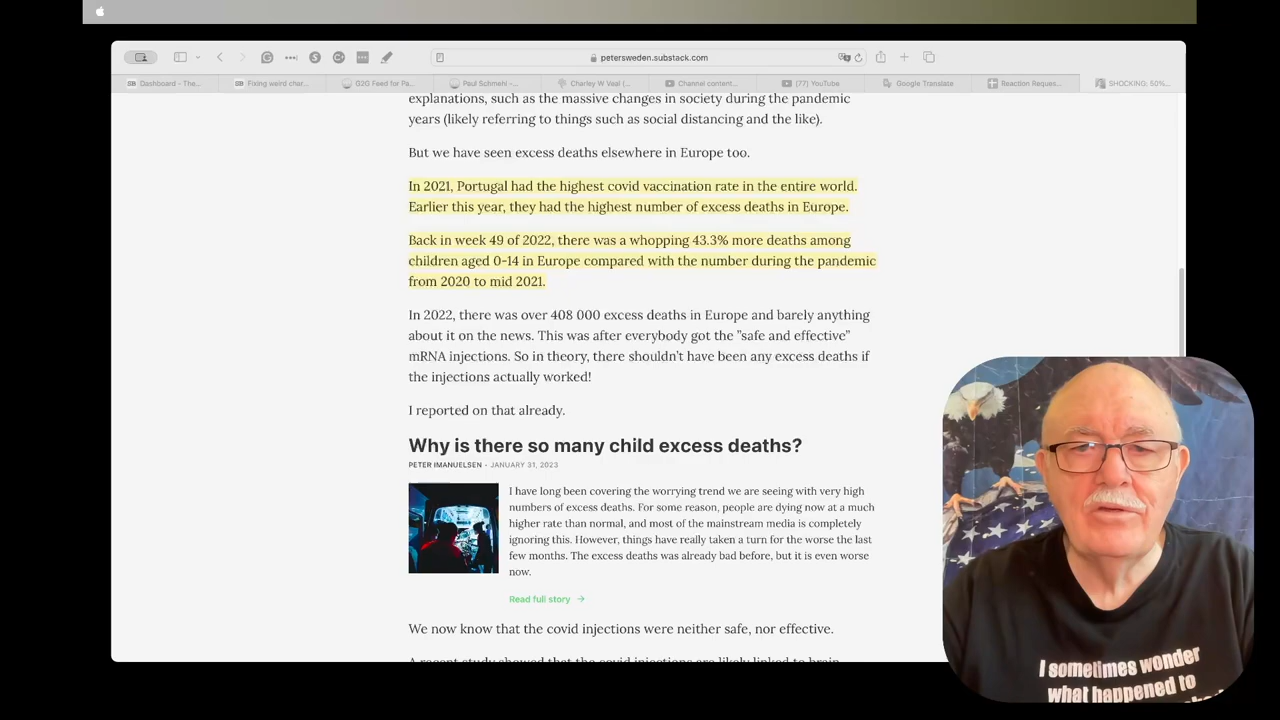 petersweden.substack.com
Dashboard - The...
Fixing weird cher...
G2G Feed for Pa...
Paul Schmehl -...
Charley W Veal (...
Channel content...
(77) YouTube
Google Translate
Reaction Reques...
SHOCKING: 50%...
explanations, such as the massive changes in society during the pandemic
years (likely referring to things such as social distancing and the like).
But we have seen excess deaths elsewhere in Europe too.
In 2021, Portugal had the highest covid vaccination rate in the entire world.
Earlier this year, they had the highest number of excess deaths in Europe.
Back in week 49 of 2022, there was a whopping 43.3% more deaths among
children aged 0-14 in Europe compared with the number during the pandemic
from 2020 to mid 2021.
In 2022, there was over 408 000 excess deaths in Europe and barely anything
about it on the news. This was after everybody got the ”safe and effective”
mRNA injections. So in theory, there shouldn’t have been any excess deaths if
the injections actually worked!
I reported on that already.
Why is there so many child excess deaths?
PETER IMANUELSEN • JANUARY 31, 2023
I have long been covering the worrying trend we are seeing with very high
numbers of excess deaths. For some reason, people are dying now at a much
higher rate than normal, and most of the mainstream media is completely
ignoring this. However, things have really taken a turn for the worse the last
few months. The excess deaths was already bad before, but it is even worse
now.
Read full story →
We now know that the covid injections were neither safe, nor effective.
A recent study showed that the covid injections are likely linked to brain
I sometimes wonder
what happened to